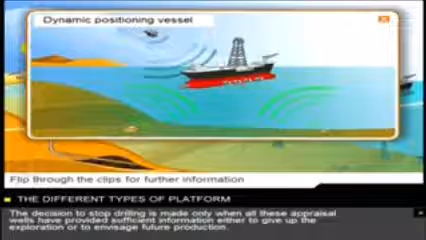 Dynamic positioning vessel
Flip through the clips for further information
THE DIFFERENT TYPES OF PLATFORM
The decision to stop drilling is made only when all these appraisal
wells have provided sufficient information either to give up the
exploration or to envisage future production.